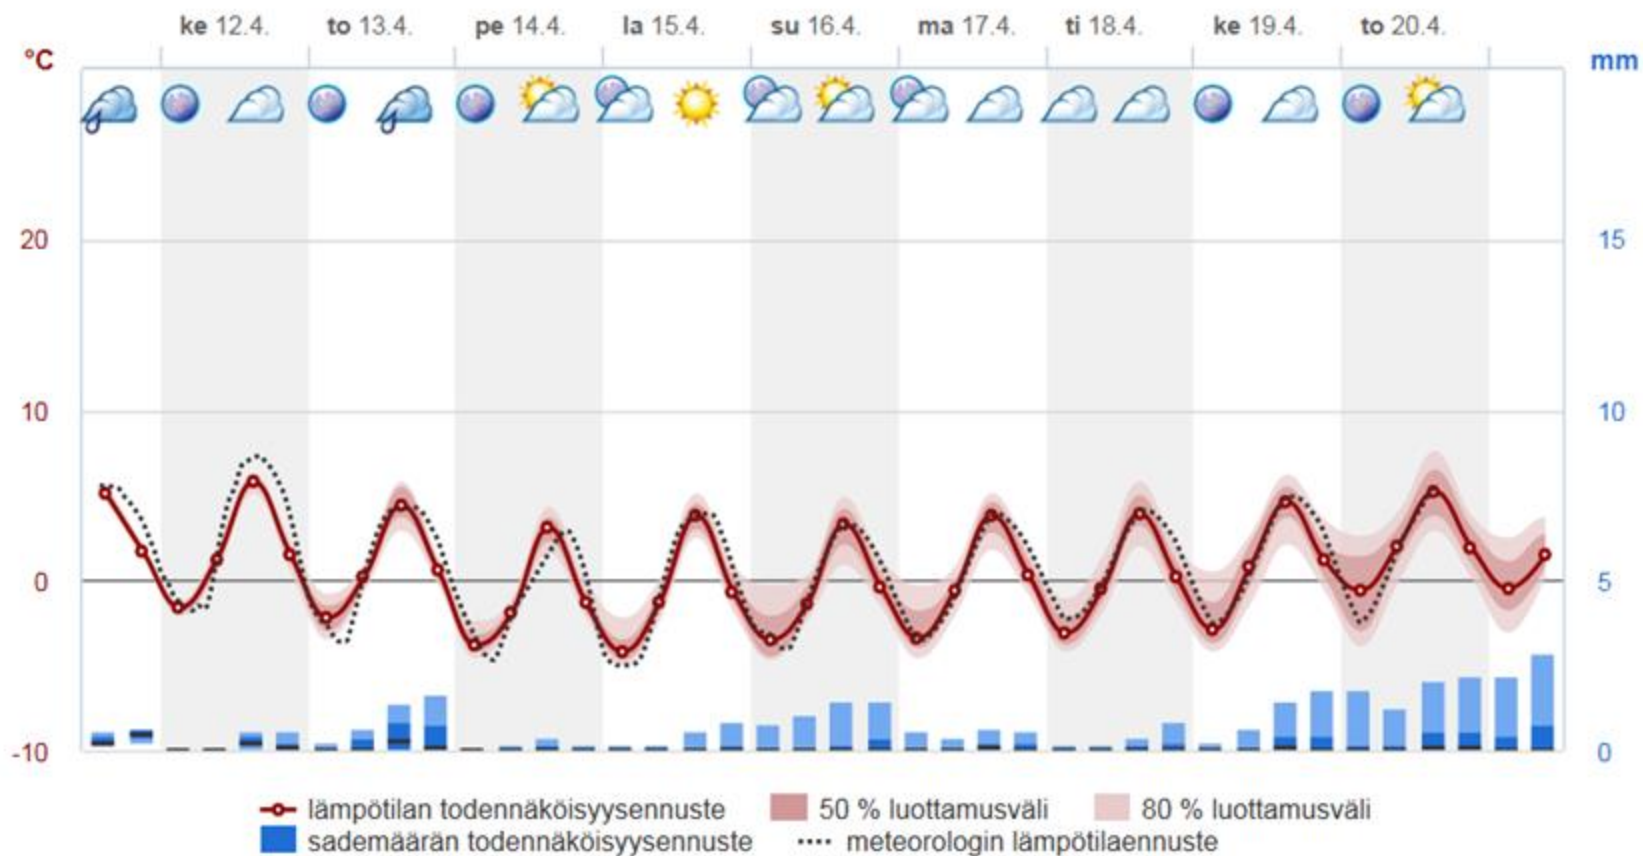 ke 12.4. to 13.4. pe 14.4. la 15.4. su 16.4. ma 17.4. ti 18.4. ke 19.4. to 20.4.
°C mm
20 15
10 10
0 5
-10 0
lämpötilan todennäköisyysennuste 50 % luottamusväli 80 % luottamusväli
sademäärän todennäköisyysennuste meteorologin lämpötilaennuste